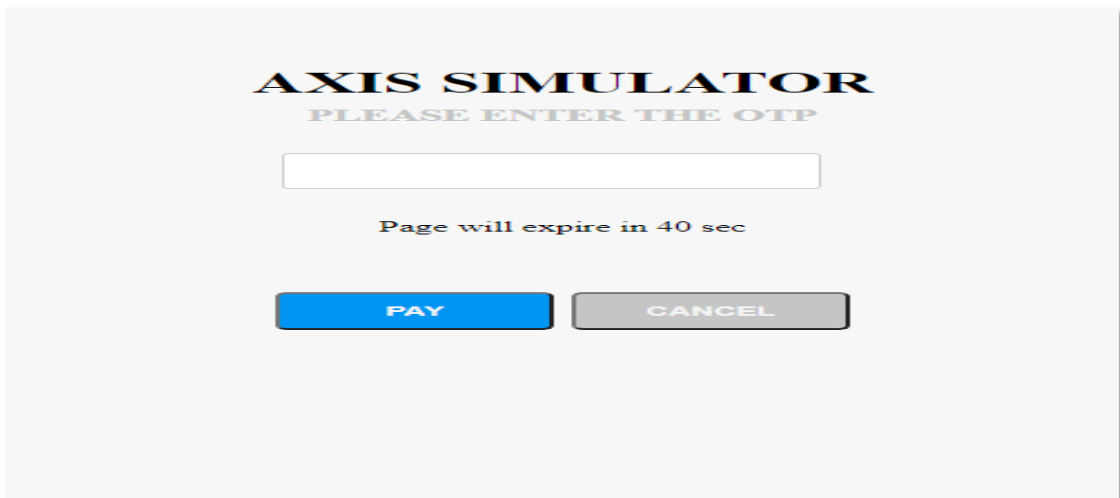 AXIS SIMULATOR
PLEASE ENTER THE OTP
Page will expire in 40 sec
PAY CANCEL